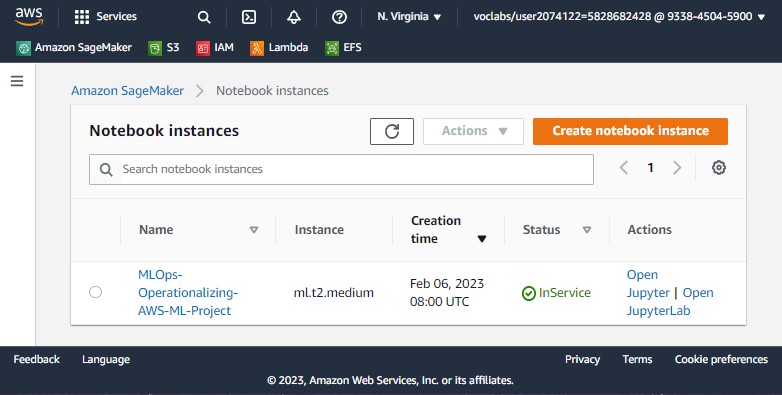 aws Services N. Virginia voclabs/user2074122=5828682428 @ 9338-4504-5900
Amazon SageMaker S3 IAM Lambda EFS
Amazon SageMaker Notebook instances
Notebook instances Actions Create notebook instance
Search notebook instances 1
Name Instance Creation time Status Actions
MLOps-
Operationalizing-
AWS-ML-Project
ml.t2.medium
Feb 06, 2023
08:00 UTC
InService
Open
Jupyter | Open
JupyterLab
Feedback Language Privacy Terms Cookie preferences
© 2023, Amazon Web Services, Inc. or its affiliates.